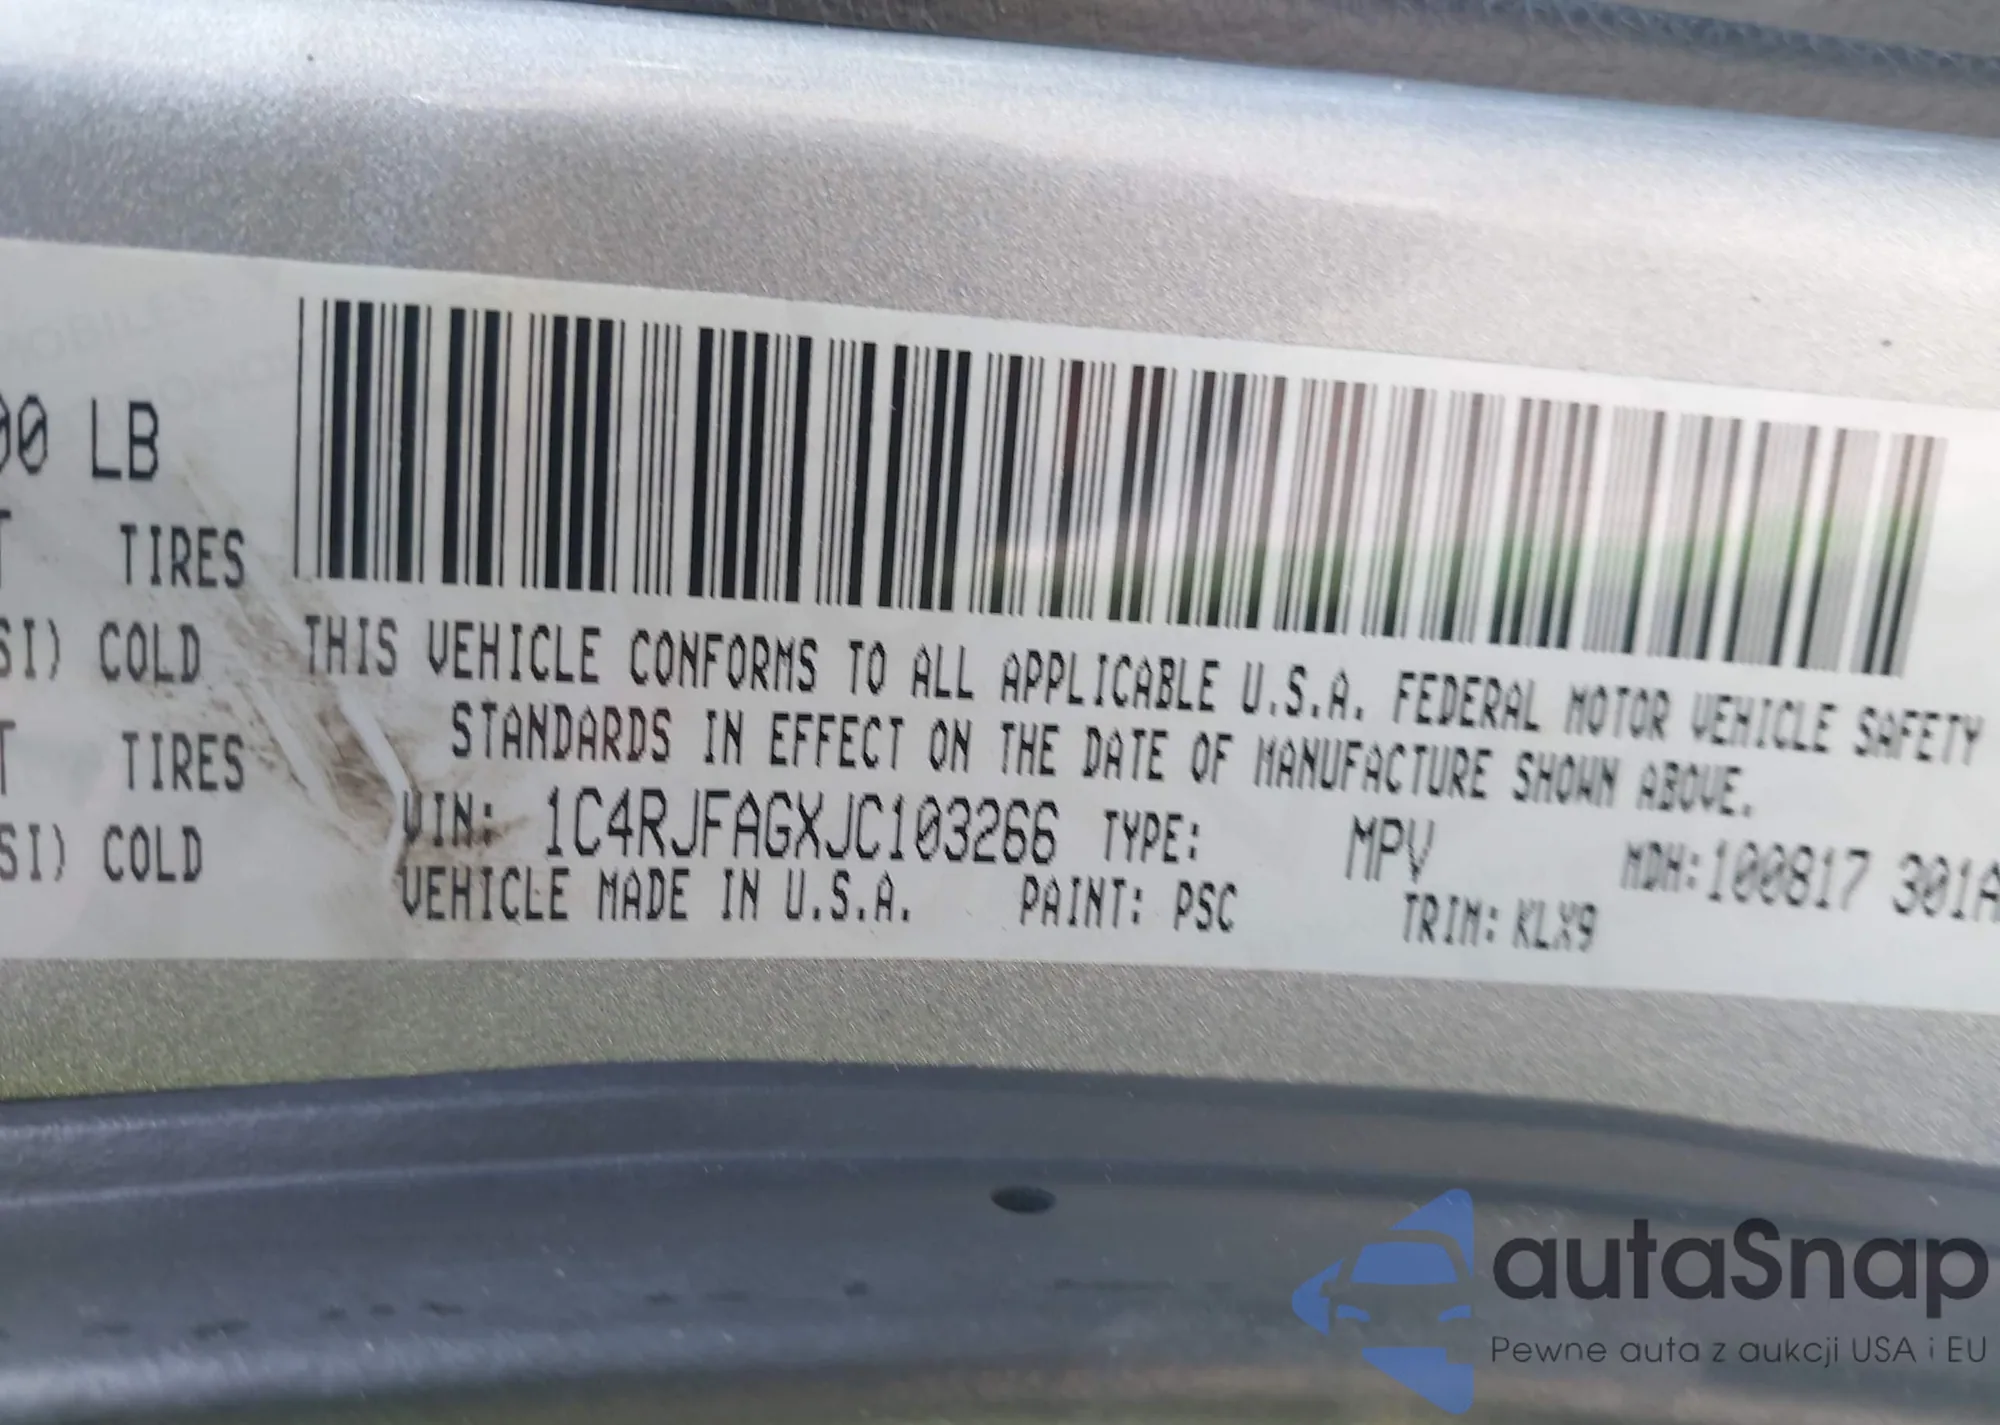 00 LB
TIRES
SI) COLD
TIRES
SI) COLD
THIS VEHICLE CONFORMS TO ALL APPLICABLE U.S.A. FEDERAL MOTOR VEHICLE SAFETY
STANDARDS IN EFFECT ON THE DATE OF MANUFACTURE SHOWN ABOVE.
VIN: 1C4RJFAGXJC103266 TYPE: MPV MDH:100817 301A
VEHICLE MADE IN U.S.A. PAINT: PSC TRIM: KLX9
autaSnap
Pewne auta z aukcji USA i EU